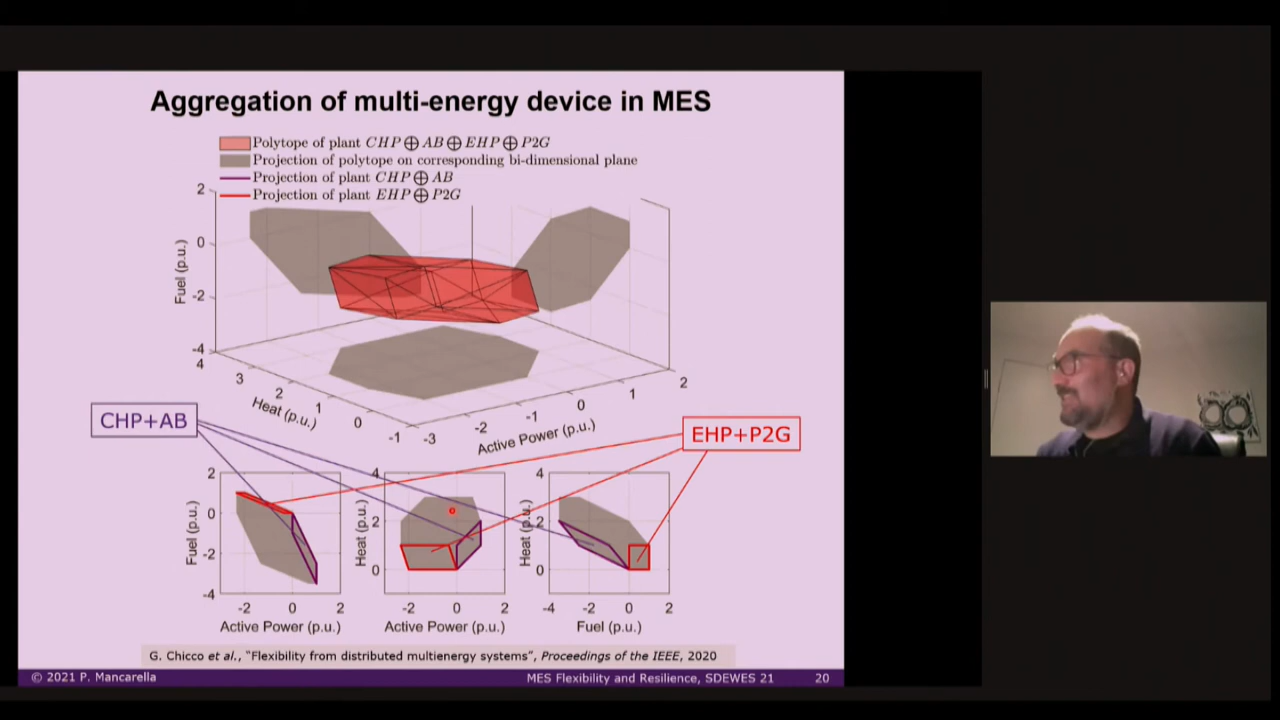 Aggregation of multi-energy device in MES
Polytope of plant CHP ⊕ AB ⊕ EHP ⊕ P2G
Projection of polytope on corresponding bi-dimensional plane
Projection of plant CHP ⊕ AB
Projection of plant EHP ⊕ P2G
2
0
-2
-4
Fuel (p.u.)
4
3
2
1
0
-1
Heat (p.u.)
-3
-2
-1
0
1
2
Active Power (p.u.)
CHP+AB
EHP+P2G
2
0
-2
-4
Fuel (p.u.)
-2 0 2
Active Power (p.u.)
4
2
0
Heat (p.u.)
-2 0 2
Active Power (p.u.)
4
2
0
Heat (p.u.)
-4 -2 0 2
Fuel (p.u.)
G. Chicco et al., "Flexibility from distributed multienergy systems", Proceedings of the IEEE, 2020
© 2021 P. Mancarella
MES Flexibility and Resilience, SDEWES 21 20